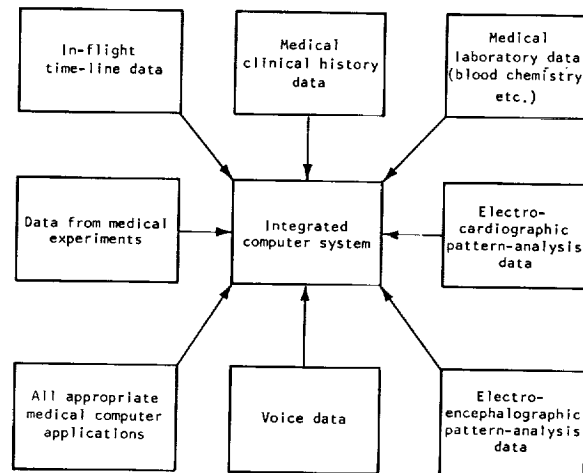 In-flight
time-line data
Medical
clinical history
data
Medical
laboratory data
(blood chemistry
etc.)
Data from medical
experiments
Integrated
computer system
Electro-
cardiographic
pattern-analysis
data
All appropriate
medical computer
applications
Voice data
Electro-
encephalographic
pattern-analysis
data